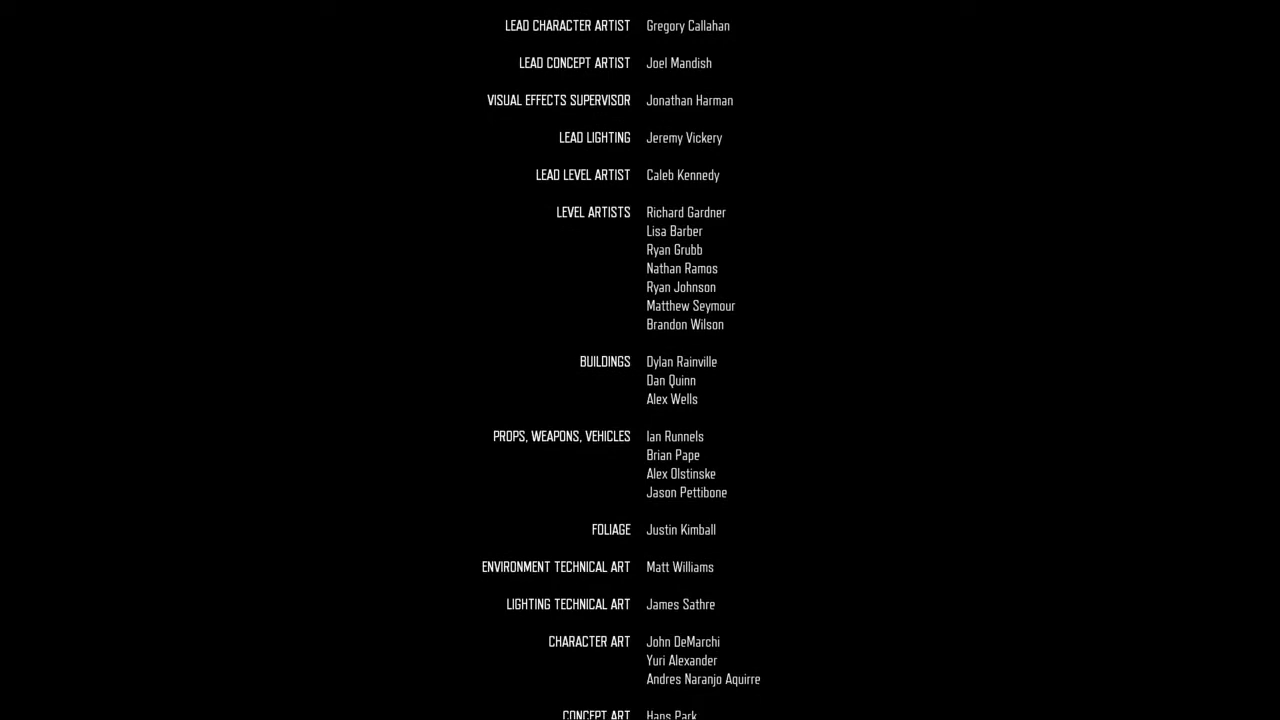 LEAD CHARACTER ARTIST Gregory Callahan
LEAD CONCEPT ARTIST Joel Mandish
VISUAL EFFECTS SUPERVISOR Jonathan Harman
LEAD LIGHTING Jeremy Vickery
LEAD LEVEL ARTIST Caleb Kennedy
LEVEL ARTISTS Richard Gardner
Lisa Barber
Ryan Grubb
Nathan Ramos
Ryan Johnson
Matthew Seymour
Brandon Wilson
BUILDINGS Dylan Rainville
Dan Quinn
Alex Wells
PROPS, WEAPONS, VEHICLES Ian Runnels
Brian Pape
Alex Olstinske
Jason Pettibone
FOLIAGE Justin Kimball
ENVIRONMENT TECHNICAL ART Matt Williams
LIGHTING TECHNICAL ART James Sathre
CHARACTER ART John DeMarchi
Yuri Alexander
Andres Naranjo Aquirre
CONCEPT ART Hans Park